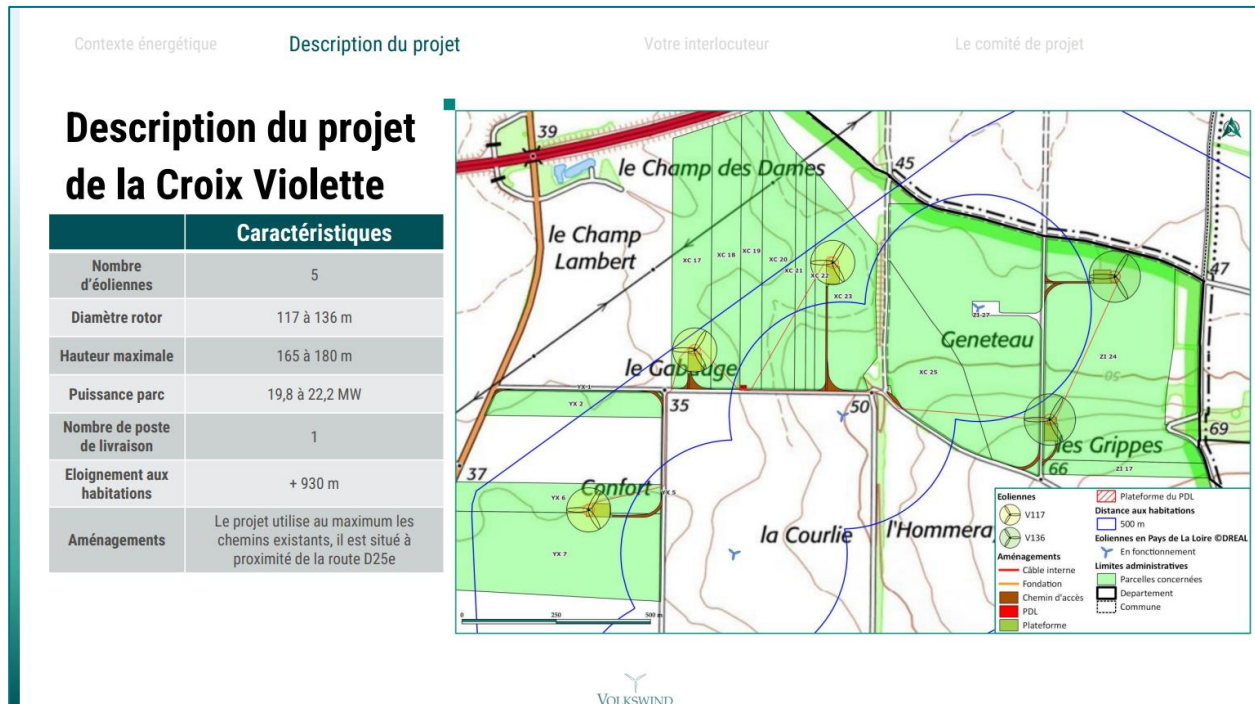 Contexte énergétique
Description du projet
Votre interlocuteur
Le comité de projet
Description du projet
de la Croix Violette
Caractéristiques
Nombre
d'éoliennes
5
Diamètre rotor
117 à 136 m
Hauteur maximale
165 à 180 m
Puissance parc
19,8 à 22,2 MW
Nombre de poste
de livraison
1
Eloignement aux
habitations
+ 930 m
Aménagements
Le projet utilise au maximum les
chemins existants, il est situé à
proximité de la route D25e
39
le Champ des Dames
45
le Champ
Lambert
XC 17
XC 18
XC 19
XC 20
XC 21
XC 22
XC 23
47
ZI 27
Geneteau
ZI 24
50
le Gabauge
XC 25
YX 1
YX 2
35
50
69
les Grippes
37
66
ZI 17
Confort
YX 5
YX 6
YX 7
la Courlie
l'Hommera
Eoliennes
V117
V136
Aménagements
Câble interne
Fondation
Chemin d'accès
PDL
Plateforme
Plateforme du PDL
Distance aux habitations
500 m
Eoliennes en Pays de La Loire ©DREAL
En fonctionnement
Limites administratives
Parcelles concernées
Departement
Commune
0
250
500 m
VOLKSWIND